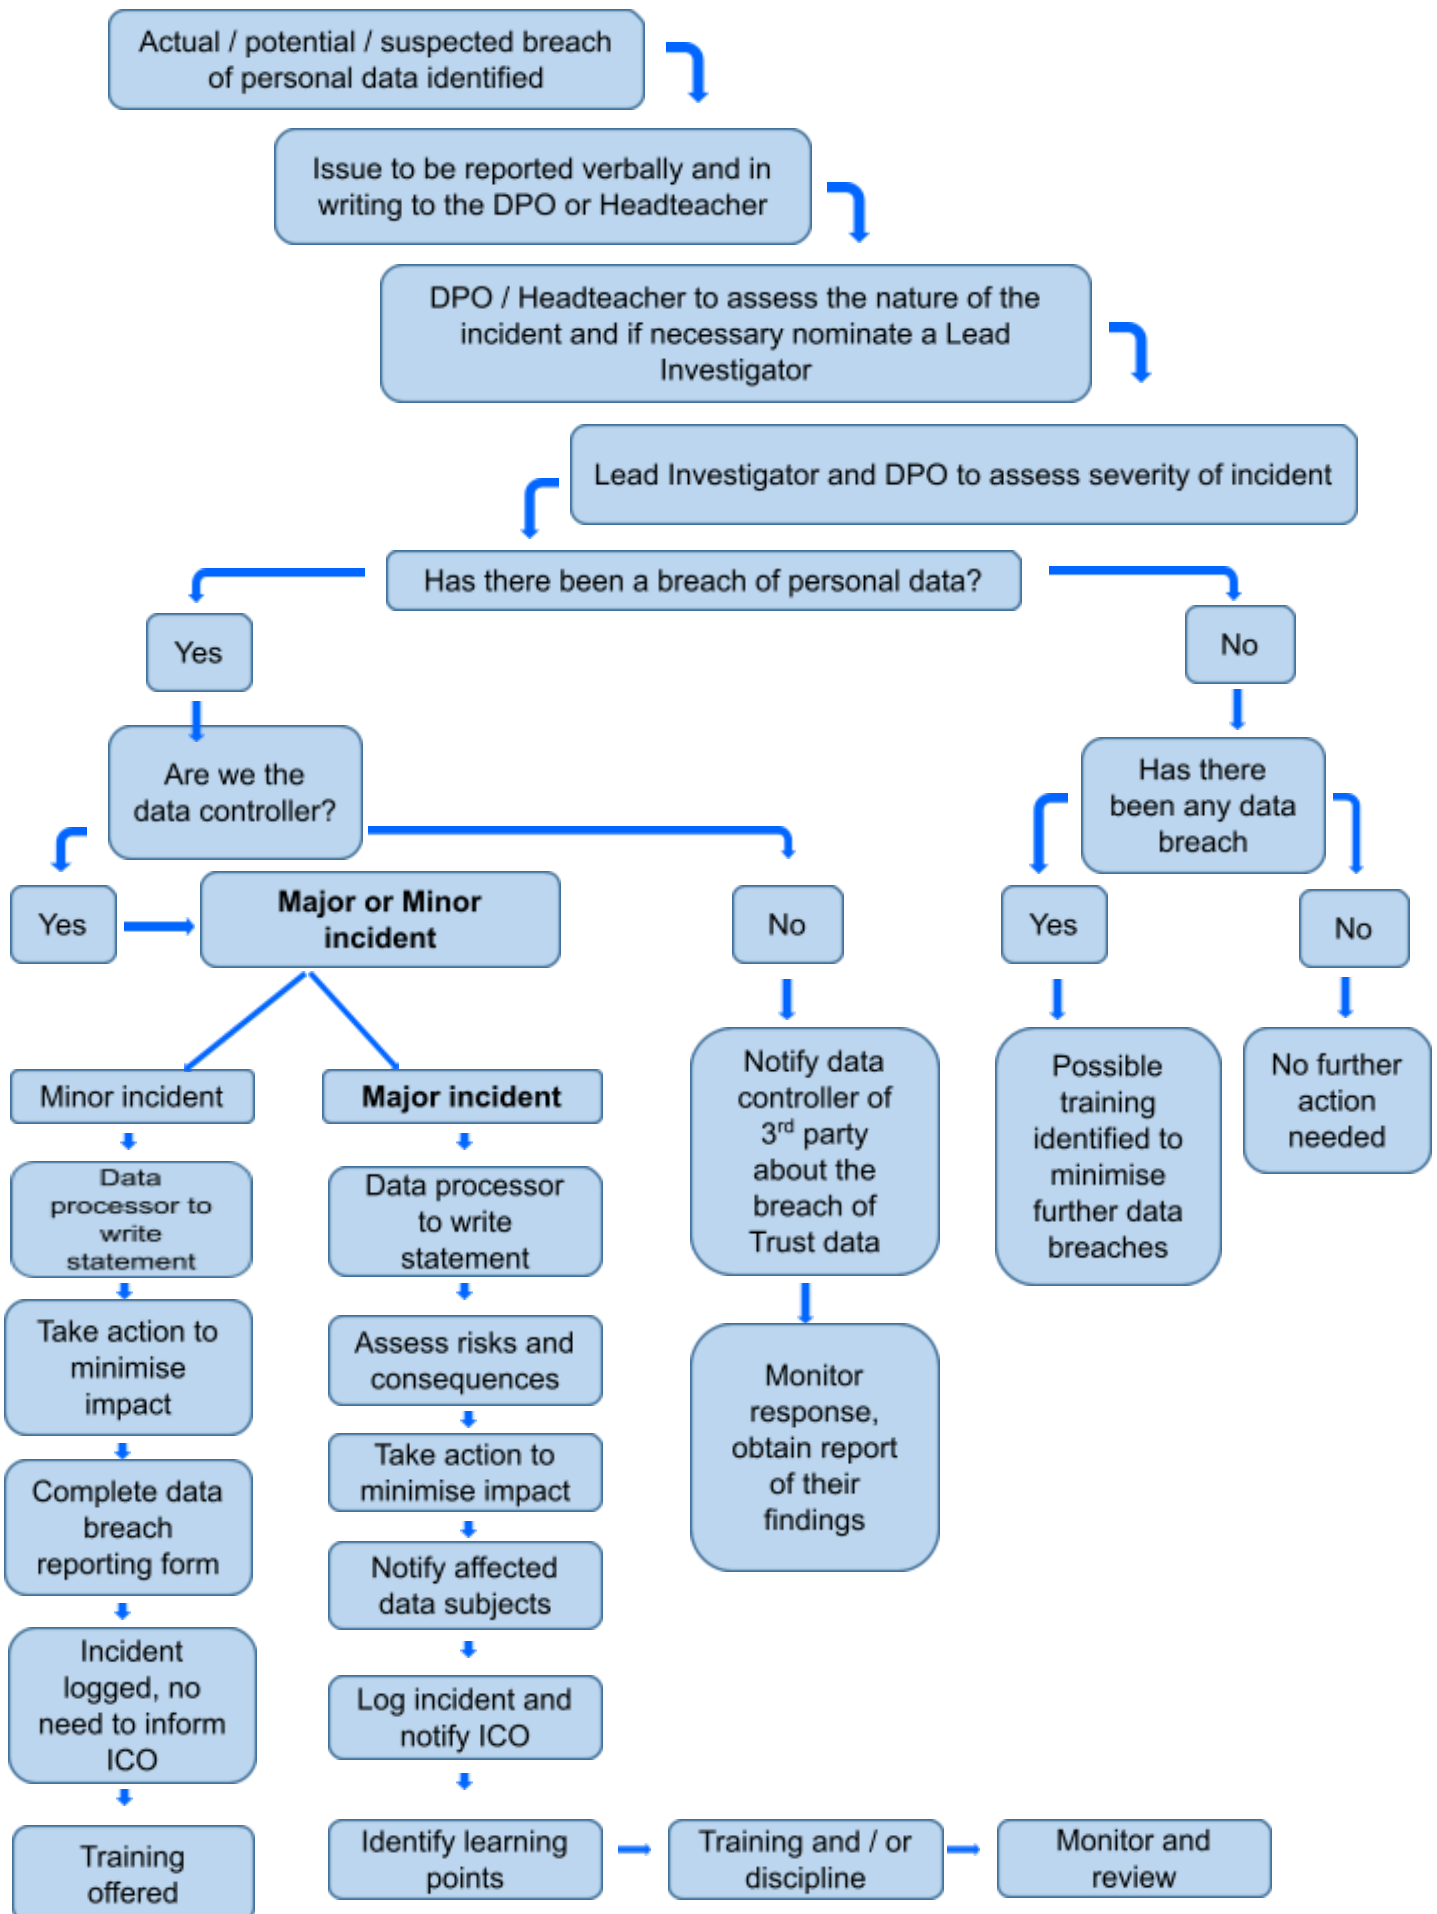 Actual / potential / suspected breach
of personal data identified
Issue to be reported verbally and in
writing to the DPO or Headteacher
DPO / Headteacher to assess the nature of the
incident and if necessary nominate a Lead
Investigator
Lead Investigator and DPO to assess severity of incident
Has there been a breach of personal data?
Yes
No
Are we the
data controller?
Has there
been any data
breach
Yes
Major or Minor
incident
No
Yes
No
Minor incident
Data
processor to
write
statement
Take action to
minimise
impact
Complete data
breach
reporting form
Incident
logged, no
need to inform
ICO
Training
offered
Major incident
Data processor
to write
statement
Assess risks and
consequences
Take action to
minimise impact
Notify affected
data subjects
Log incident and
notify ICO
Identify learning
points
Training and / or
discipline
Monitor and
review
Notify data
controller of
3rd party
about the
breach of
Trust data
Monitor
response,
obtain report
of their
findings
Possible
training
identified to
minimise
further data
breaches
No further
action
needed